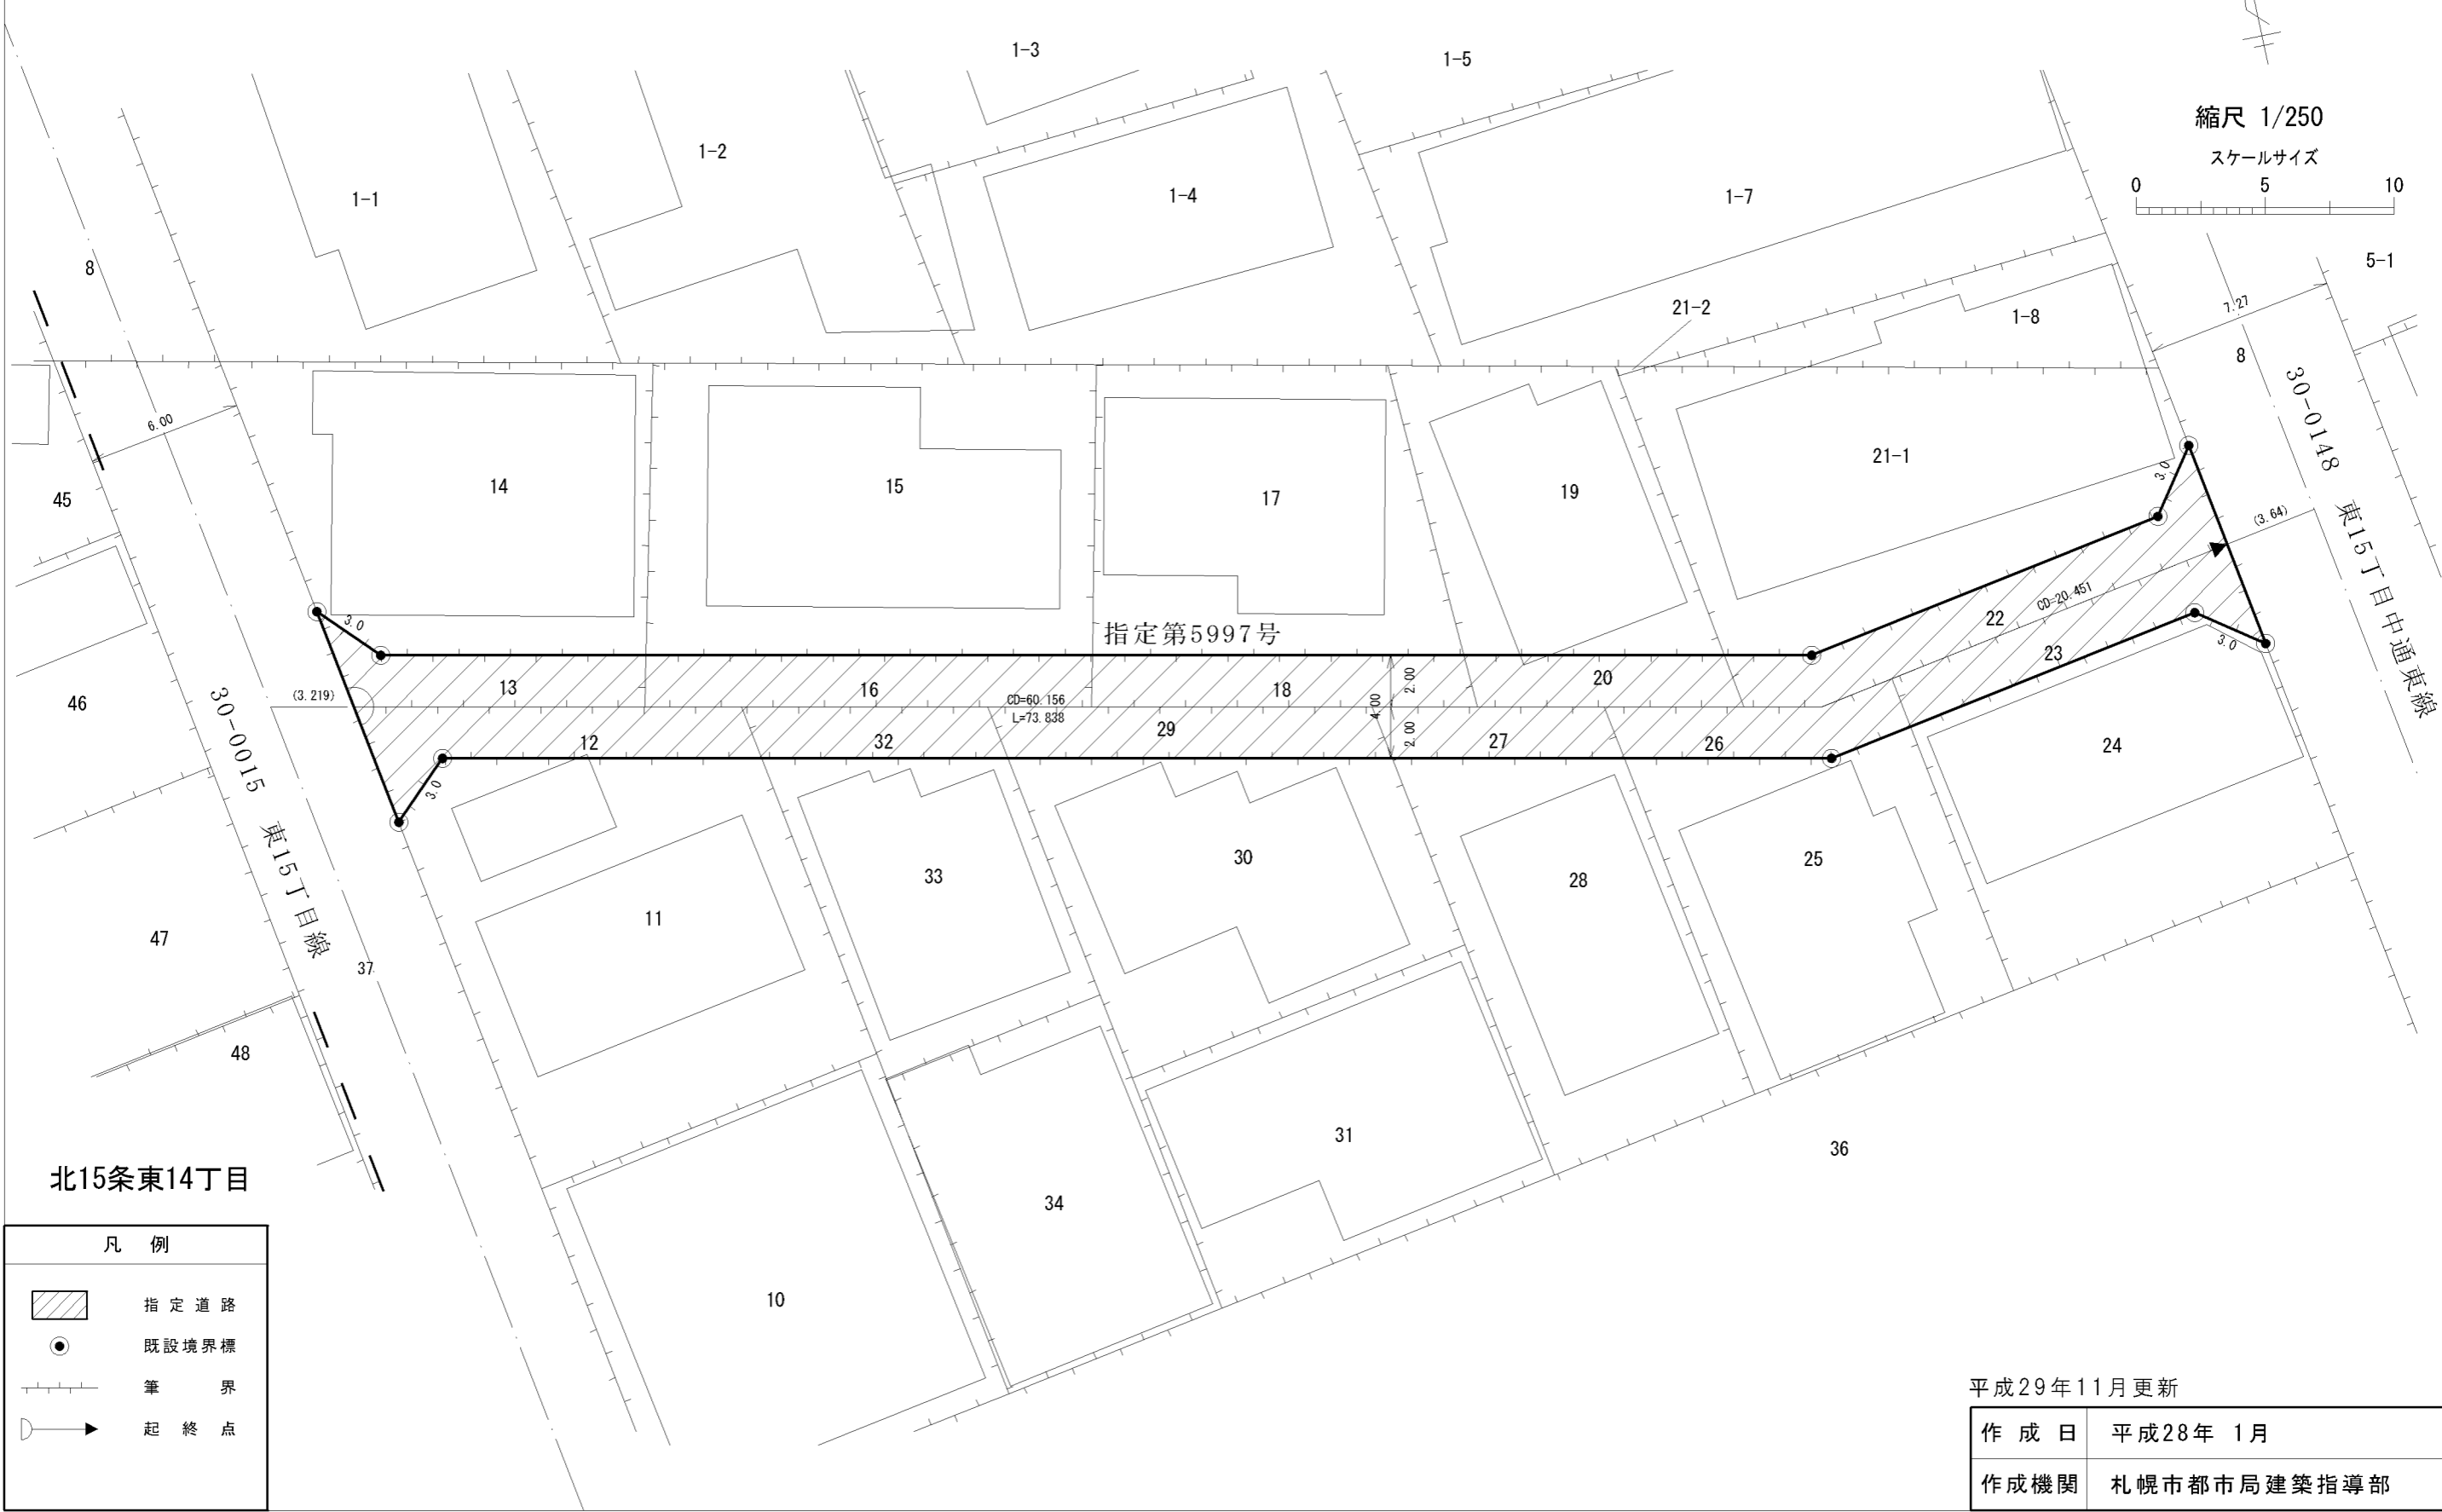 1-3
1-5
縮尺 1/250
スケールサイズ
0 5 10
1-2
1-1
1-4
1-7
8
5-1
7.27
21-2
1-8
8
6.00
30-0148 東15丁目中通東線
14
15
17
19
21-1
45
3.0
(3.64)
3.0
指定第5997号
CD=20.451
22
23
3.0
46
(3.219)
13
16
CD=60.156
L=73.838
18
2.00
4.00
2.00
20
12
32
29
27
26
24
30-0015 東15丁目線
3.0
11
33
30
28
25
47
37
48
31
36
34
10
北15条東14丁目
凡 例
指定道路
既設境界標
筆 界
起終点
平成29年11月更新
作成日 平成28年 1月
作成機関 札幌市都市局建築指導部